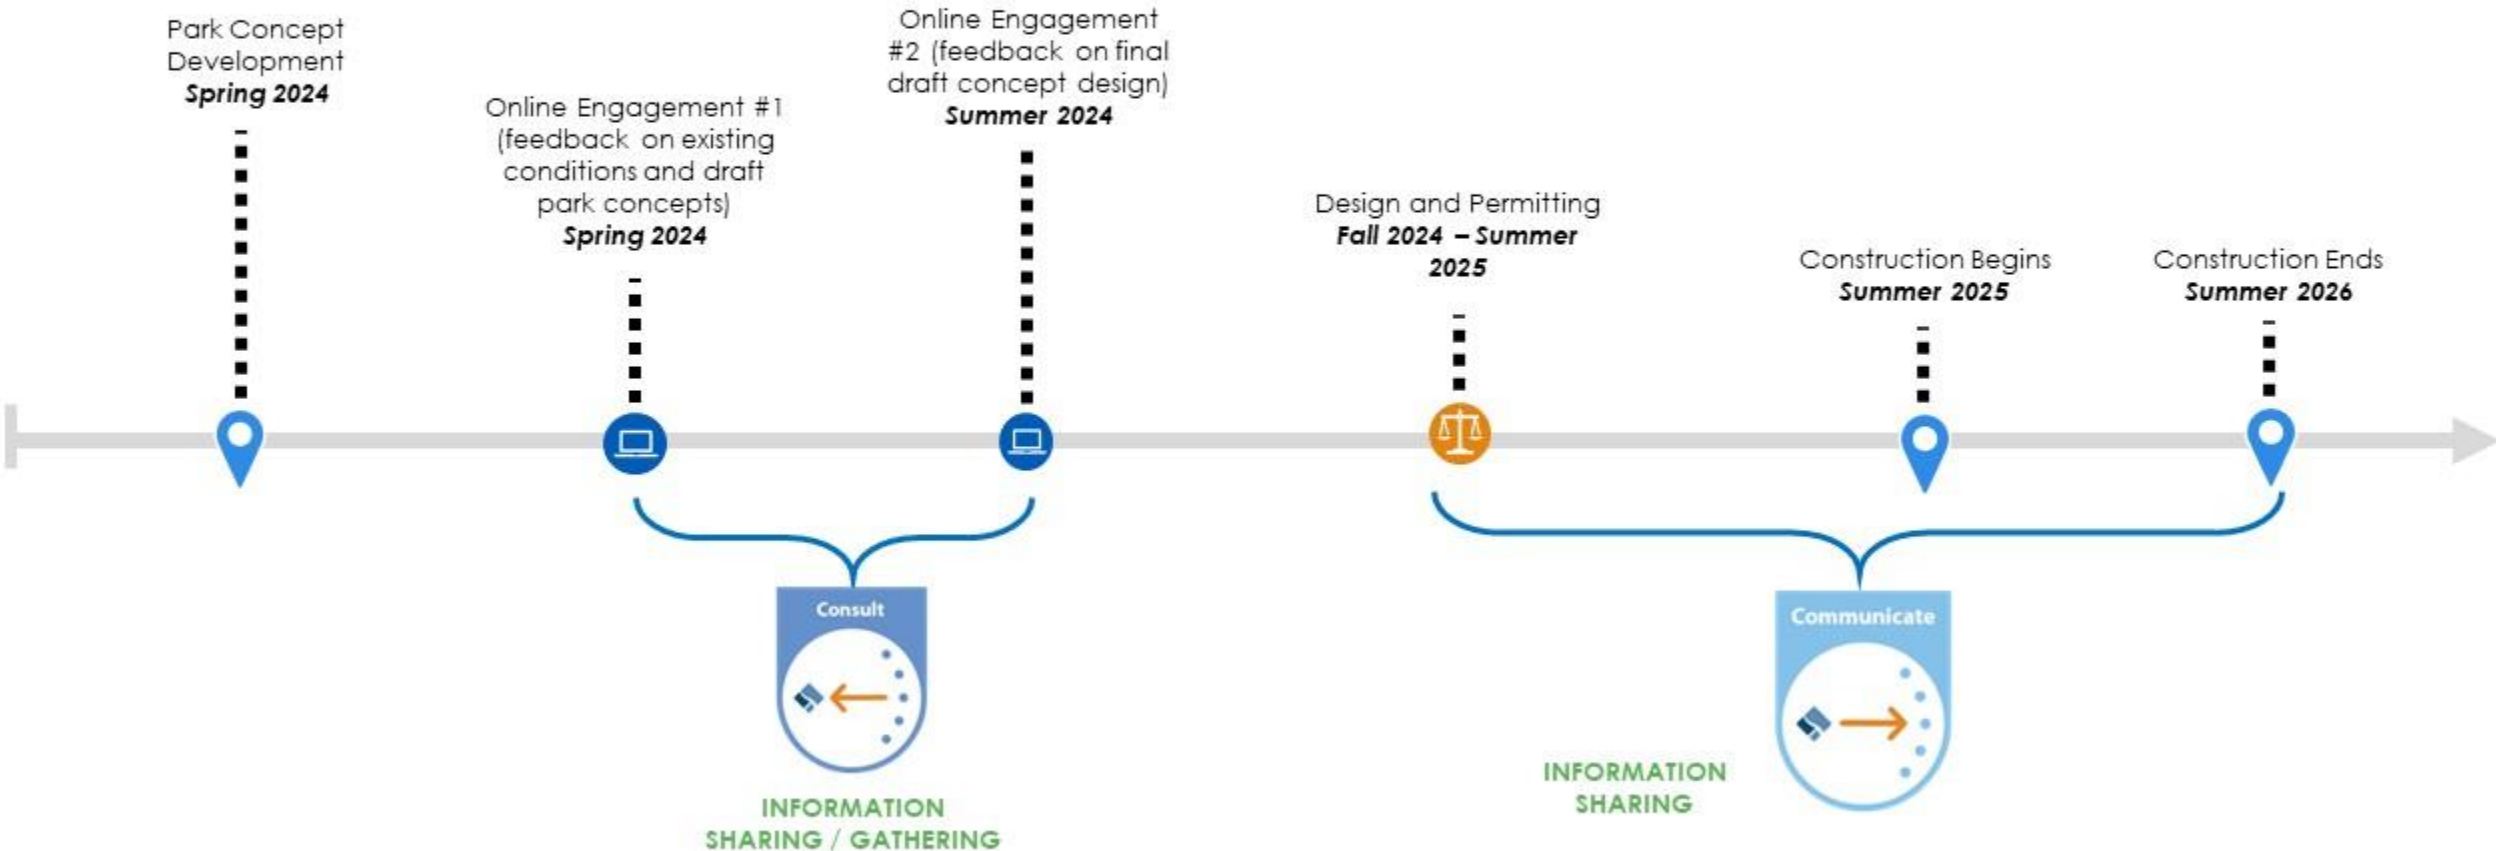 Park Concept
Development
Spring 2024
Online Engagement #1
(feedback on existing
conditions and draft
park concepts)
Spring 2024
Online Engagement
#2 (feedback on final
draft concept design)
Summer 2024
Design and Permitting
Fall 2024 – Summer
2025
Construction Begins
Summer 2025
Construction Ends
Summer 2026
Consult
INFORMATION
SHARING / GATHERING
Communicate
INFORMATION
SHARING